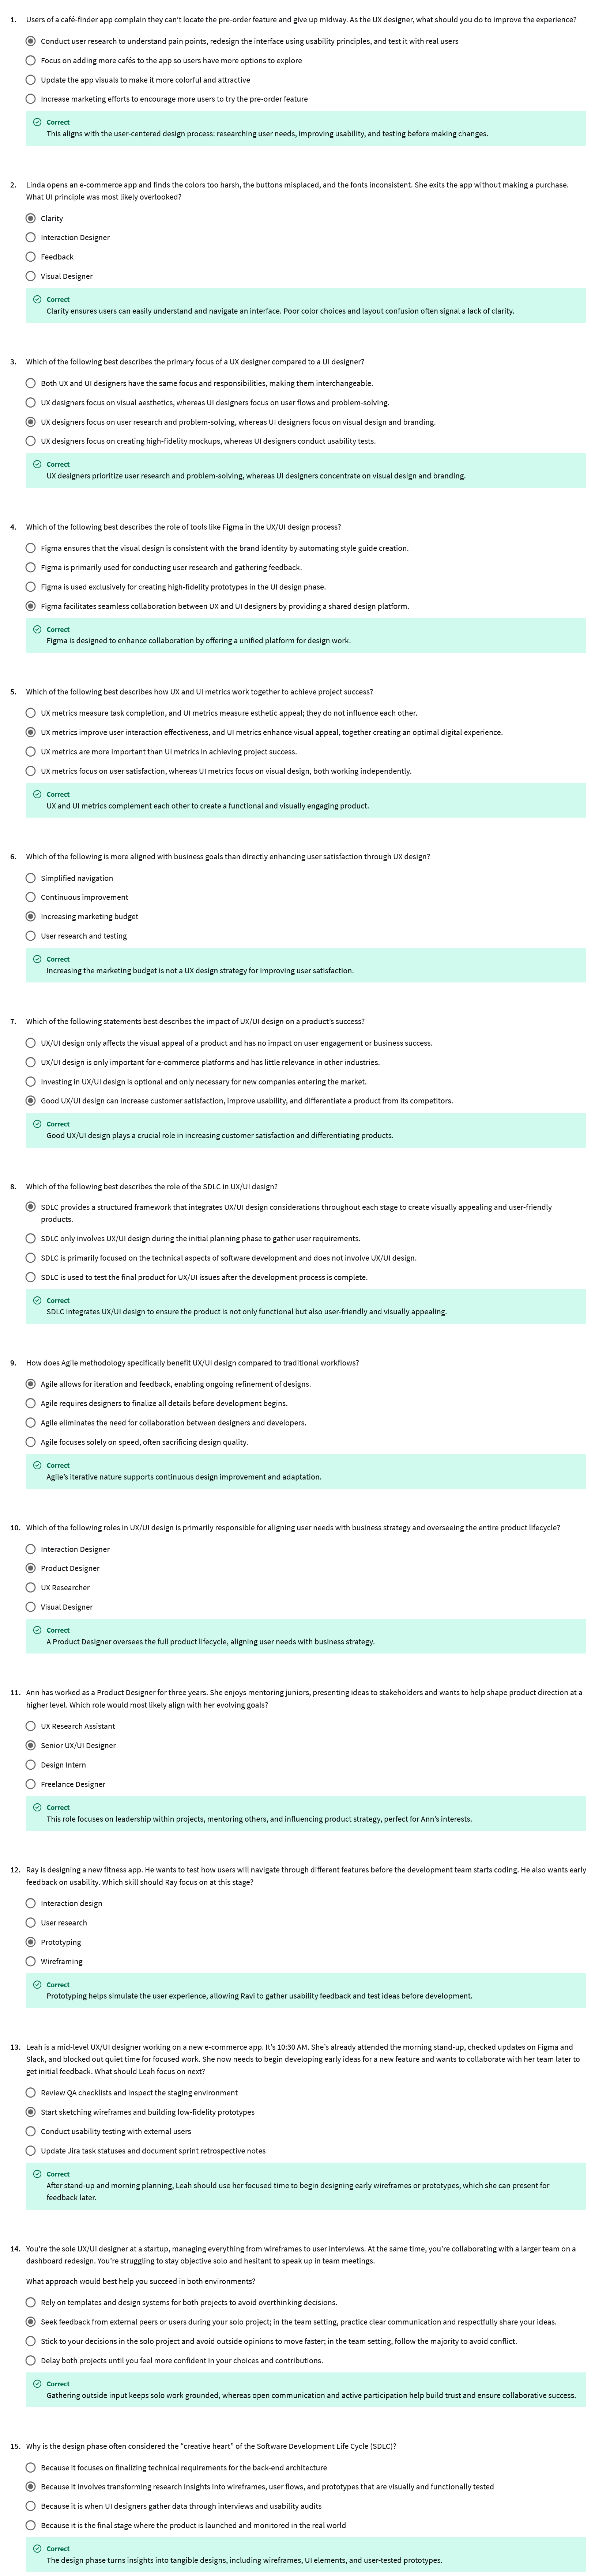 1. Users of a café-finder app complain they can't locate the pre-order feature and give up midway. As the UX designer, what should you do to improve the experience?
Conduct user research to understand pain points, redesign the interface using usability principles, and test it with real users
Focus on adding more cafés to the app so users have more options to explore
Update the app visuals to make it more colorful and attractive
Increase marketing efforts to encourage more users to try the pre-order feature
Correct
This aligns with the user-centered design process: researching user needs, improving usability, and testing before making changes.
2. Linda opens an e-commerce app and finds the colors too harsh, the buttons misplaced, and the fonts inconsistent. She exits the app without making a purchase.
What UI principle was most likely overlooked?
Clarity
Interaction Designer
Feedback
Visual Designer
Correct
Clarity ensures users can easily understand and navigate an interface. Poor color choices and layout confusion often signal a lack of clarity.
3. Which of the following best describes the primary focus of a UX designer compared to a UI designer?
Both UX and UI designers have the same focus and responsibilities, making them interchangeable.
UX designers focus on visual aesthetics, whereas UI designers focus on user flows and problem-solving.
UX designers focus on user research and problem-solving, whereas UI designers focus on visual design and branding.
UX designers focus on creating high-fidelity mockups, whereas UI designers conduct usability tests.
Correct
UX designers prioritize user research and problem-solving, whereas UI designers concentrate on visual design and branding.
4. Which of the following best describes the role of tools like Figma in the UX/UI design process?
Figma ensures that the visual design is consistent with the brand identity by automating style guide creation.
Figma is primarily used for conducting user research and gathering feedback.
Figma is used exclusively for creating high-fidelity prototypes in the UI design phase.
Figma facilitates seamless collaboration between UX and UI designers by providing a shared design platform.
Correct
Figma is designed to enhance collaboration by offering a unified platform for design work.
5. Which of the following best describes how UX and UI metrics work together to achieve project success?
UX metrics measure task completion, and UI metrics measure esthetic appeal; they do not influence each other.
UX metrics improve user interaction effectiveness, and UI metrics enhance visual appeal, together creating an optimal digital experience.
UX metrics are more important than UI metrics in achieving project success.
UX metrics focus on user satisfaction, whereas UI metrics focus on visual design, both working independently.
Correct
UX and UI metrics complement each other to create a functional and visually engaging product.
6. Which of the following is more aligned with business goals than directly enhancing user satisfaction through UX design?
Simplified navigation
Continuous improvement
Increasing marketing budget
User research and testing
Correct
Increasing the marketing budget is not a UX design strategy for improving user satisfaction.
7. Which of the following statements best describes the impact of UX/UI design on a product's success?
UX/UI design only affects the visual appeal of a product and has no impact on user engagement or business success.
UX/UI design is only important for e-commerce platforms and has little relevance in other industries.
Investing in UX/UI design is optional and only necessary for new companies entering the market.
Good UX/UI design can increase customer satisfaction, improve usability, and differentiate a product from its competitors.
Correct
Good UX/UI design plays a crucial role in increasing customer satisfaction and differentiating products.
8. Which of the following best describes the role of the SDLC in UX/UI design?
SDLC provides a structured framework that integrates UX/UI design considerations throughout each stage to create visually appealing and user-friendly
products.
SDLC only involves UX/UI design during the initial planning phase to gather user requirements.
SDLC is primarily focused on the technical aspects of software development and does not involve UX/UI design.
SDLC is used to test the final product for UX/UI issues after the development process is complete.
Correct
SDLC integrates UX/UI design to ensure the product is not only functional but also user-friendly and visually appealing.
9. How does Agile methodology specifically benefit UX/UI design compared to traditional workflows?
Agile allows for iteration and feedback, enabling ongoing refinement of designs.
Agile requires designers to finalize all details before development begins.
Agile eliminates the need for collaboration between designers and developers.
Agile focuses solely on speed, often sacrificing design quality.
Correct
Agile's iterative nature supports continuous design improvement and adaptation.
10. Which of the following roles in UX/UI design is primarily responsible for aligning user needs with business strategy and overseeing the entire product lifecycle?
Interaction Designer
Product Designer
UX Researcher
Visual Designer
Correct
A Product Designer oversees the full product lifecycle, aligning user needs with business strategy.
11. Ann has worked as a Product Designer for three years. She enjoys mentoring juniors, presenting ideas to stakeholders and wants to help shape product direction at a
higher level. Which role would most likely align with her evolving goals?
UX Research Assistant
Senior UX/UI Designer
Design Intern
Freelance Designer
Correct
This role focuses on leadership within projects, mentoring others, and influencing product strategy, perfect for Ann's interests.
12. Ray is designing a new fitness app. He wants to test how users will navigate through different features before the development team starts coding. He also wants early
feedback on usability. Which skill should Ray focus on at this stage?
Interaction design
User research
Prototyping
Wireframing
Correct
Prototyping helps simulate the user experience, allowing Ravi to gather usability feedback and test ideas before development.
13. Leah is a mid-level UX/UI designer working on a new e-commerce app. It's 10:30 AM. She's already attended the morning stand-up, checked updates on Figma and
Slack, and blocked out quiet time for focused work. She now needs to begin developing early ideas for a new feature and wants to collaborate with her team later to
get initial feedback. What should Leah focus on next?
Review QA checklists and inspect the staging environment
Start sketching wireframes and building low-fidelity prototypes
Conduct usability testing with external users
Update Jira task statuses and document sprint retrospective notes
Correct
After stand-up and morning planning, Leah should use her focused time to begin designing early wireframes or prototypes, which she can present for
feedback later.
14. You're the sole UX/UI designer at a startup, managing everything from wireframes to user interviews. At the same time, you're collaborating with a larger team on a
dashboard redesign. You're struggling to stay objective solo and hesitant to speak up in team meetings.
What approach would best help you succeed in both environments?
Rely on templates and design systems for both projects to avoid overthinking decisions.
Seek feedback from external peers or users during your solo project; in the team setting, practice clear communication and respectfully share your ideas.
Stick to your decisions in the solo project and avoid outside opinions to move faster; in the team setting, follow the majority to avoid conflict.
Delay both projects until you feel more confident in your choices and contributions.
Correct
Gathering outside input keeps solo work grounded, whereas open communication and active participation help build trust and ensure collaborative success.
15. Why is the design phase often considered the "creative heart" of the Software Development Life Cycle (SDLC)?
Because it focuses on finalizing technical requirements for the back-end architecture
Because it involves transforming research insights into wireframes, user flows, and prototypes that are visually and functionally tested
Because it is when UI designers gather data through interviews and usability audits
Because it is the final stage where the product is launched and monitored in the real world
Correct
The design phase turns insights into tangible designs, including wireframes, UI elements, and user-tested prototypes.